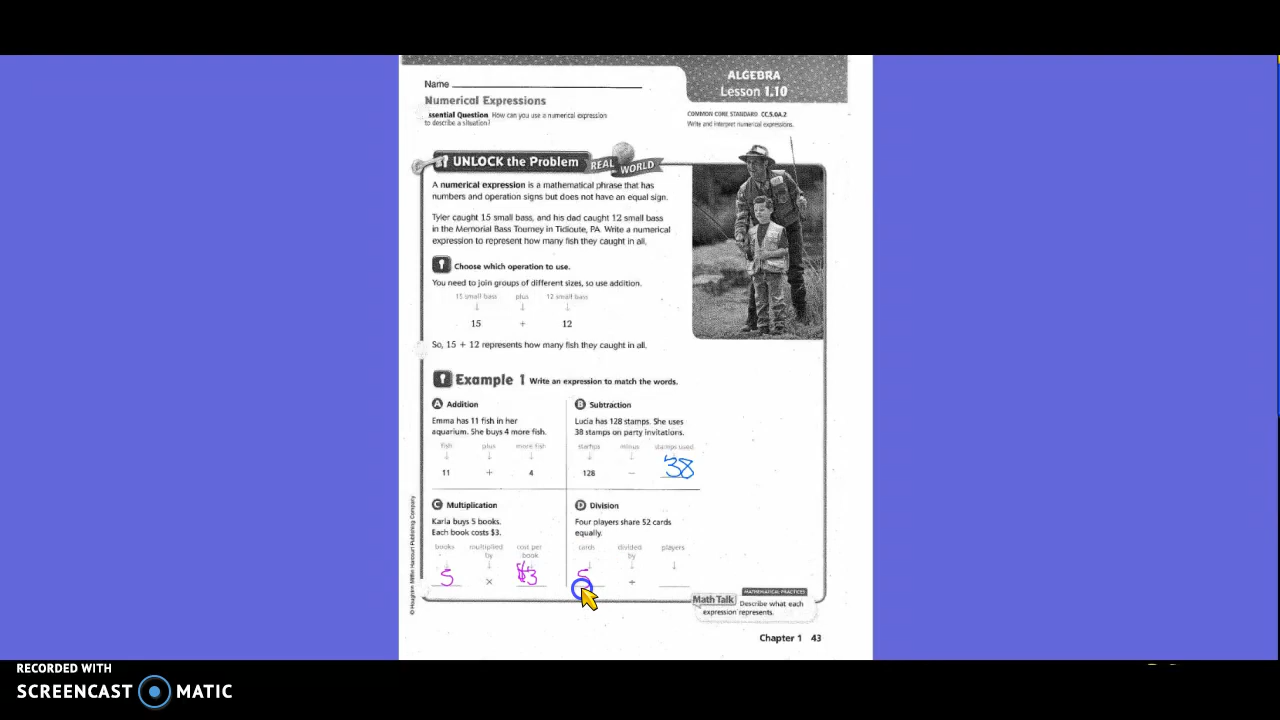 Name
ALGEBRA
Lesson 1.10
Numerical Expressions
ssential Question How can you use a numerical expression
to describe a situation?
COMMON CORE STANDARD CC.5.OA.2
Write and interpret numerical expressions.
UNLOCK the Problem REAL WORLD
A numerical expression is a mathematical phrase that has
numbers and operation signs but does not have an equal sign.
Tyler caught 15 small bass, and his dad caught 12 small bass
in the Memorial Bass Tourney in Tidioute, PA. Write a numerical
expression to represent how many fish they caught in all.
Choose which operation to use.
You need to join groups of different sizes, so use addition.
15 small bass plus 12 small bass
↓ ↓ ↓
15 + 12
So, 15 + 12 represents how many fish they caught in all.
Example 1 Write an expression to match the words.
A Addition
Emma has 11 fish in her
aquarium. She buys 4 more fish.
fish plus more fish
↓ ↓ ↓
11 + 4
B Subtraction
Lucia has 128 stamps. She uses
38 stamps on party invitations.
stamps minus stamps used
↓ ↓ ↓
128 − 38
C Multiplication
Karla buys 5 books.
Each book costs $3.
books multiplied by cost per book
↓ ↓ ↓
5 × $3
D Division
Four players share 52 cards
equally.
cards divided by players
↓ ↓ ↓
5 ÷
Math Talk
MATHEMATICAL PRACTICES
Describe what each
expression represents.
© Houghton Mifflin Harcourt Publishing Company
Chapter 1 43
RECORDED WITH
SCREENCAST MATIC